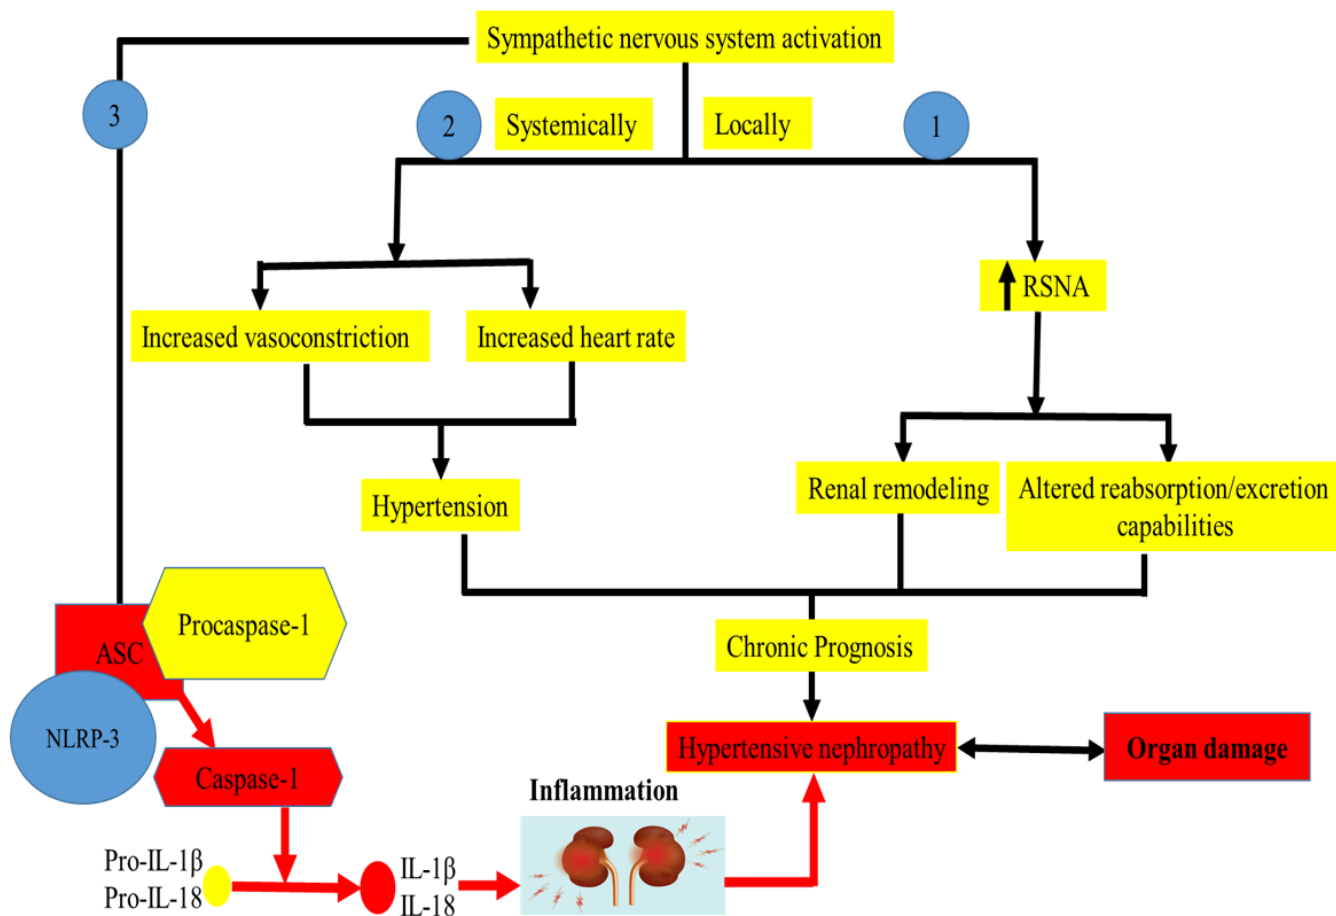 Sympathetic nervous system activation
3
2
Systemically
Locally
1
RSNA
Increased vasoconstriction
Increased heart rate
Hypertension
Renal remodeling
Altered reabsorption/excretion
capabilities
Procaspase-1
ASC
NLRP-3
Chronic Prognosis
Hypertensive nephropathy
Organ damage
Caspase-1
Inflammation
Pro-IL-1β
Pro-IL-18
IL-1β
IL-18